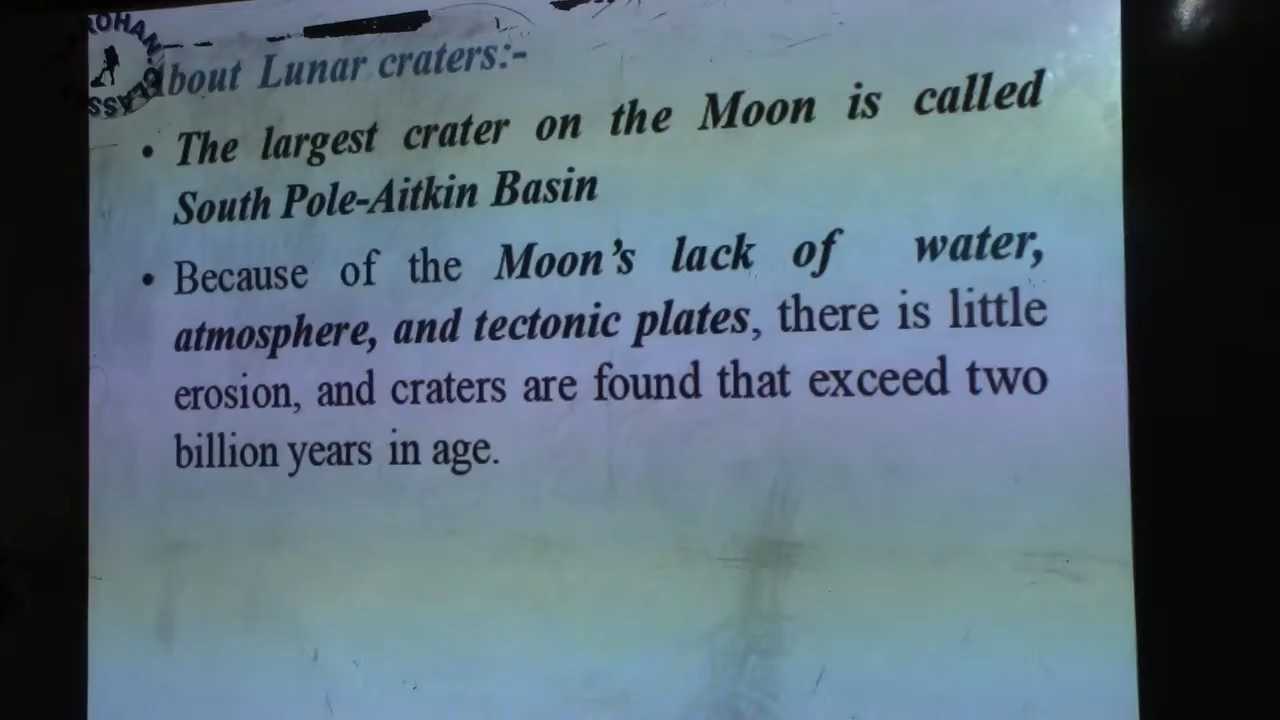 ROHAN
CLASS
About Lunar craters:-
• The largest crater on the Moon is called
South Pole-Aitkin Basin
• Because of the Moon’s lack of water,
atmosphere, and tectonic plates, there is little
erosion, and craters are found that exceed two
billion years in age.